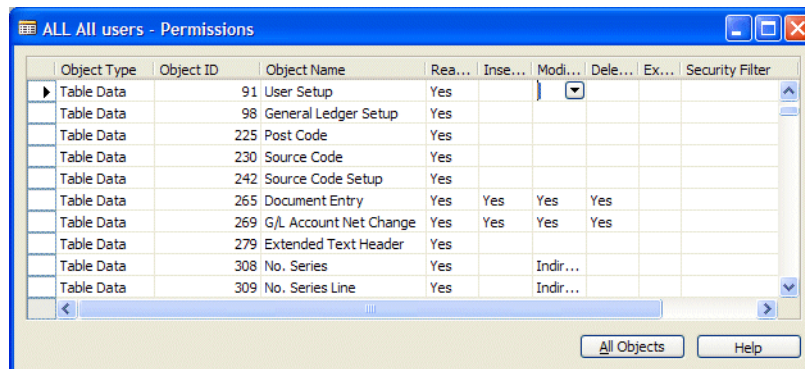 ALL All users - Permissions
Object Type Object ID Object Name Rea... Inse... Modi... Dele... Ex... Security Filter
Table Data 91 User Setup Yes
Table Data 98 General Ledger Setup Yes
Table Data 225 Post Code Yes
Table Data 230 Source Code Yes
Table Data 242 Source Code Setup Yes
Table Data 265 Document Entry Yes Yes Yes Yes
Table Data 269 G/L Account Net Change Yes Yes Yes Yes
Table Data 279 Extended Text Header Yes
Table Data 308 No. Series Yes Indir...
Table Data 309 No. Series Line Yes Indir...
All Objects Help